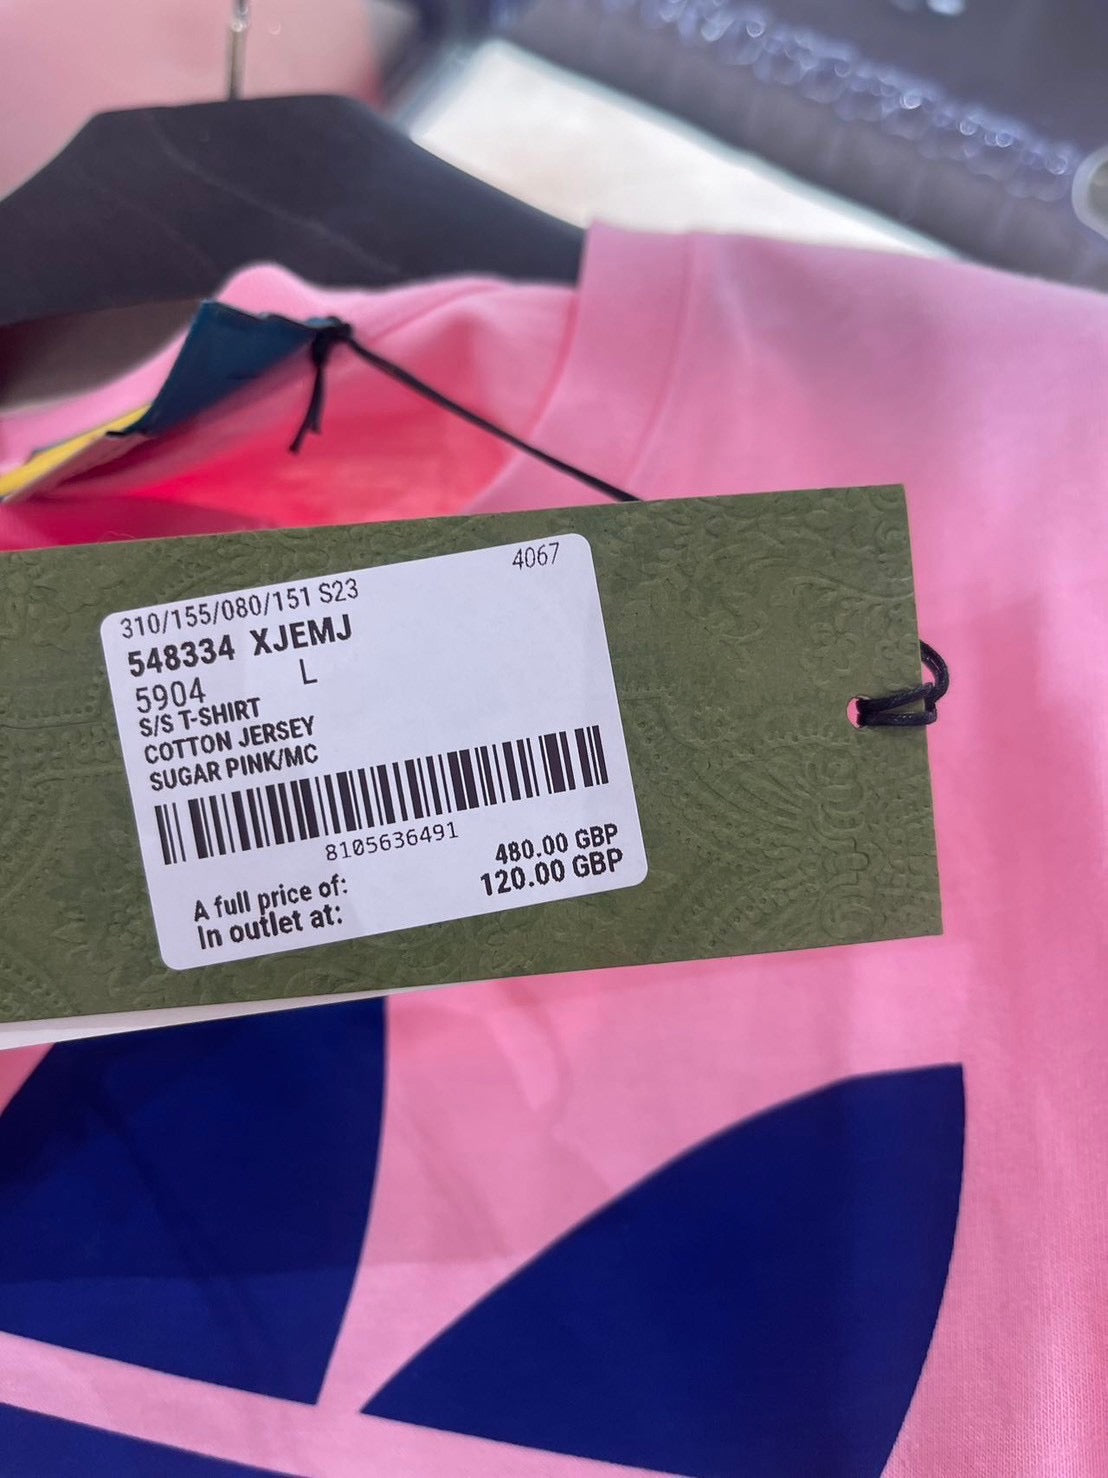 4067
310/155/080/151 S23
548334 XJEMJ
5904 L
S/S T-SHIRT
COTTON JERSEY
SUGAR PINK/MC
8105636491
A full price of: 480.00 GBP
In outlet at: 120.00 GBP